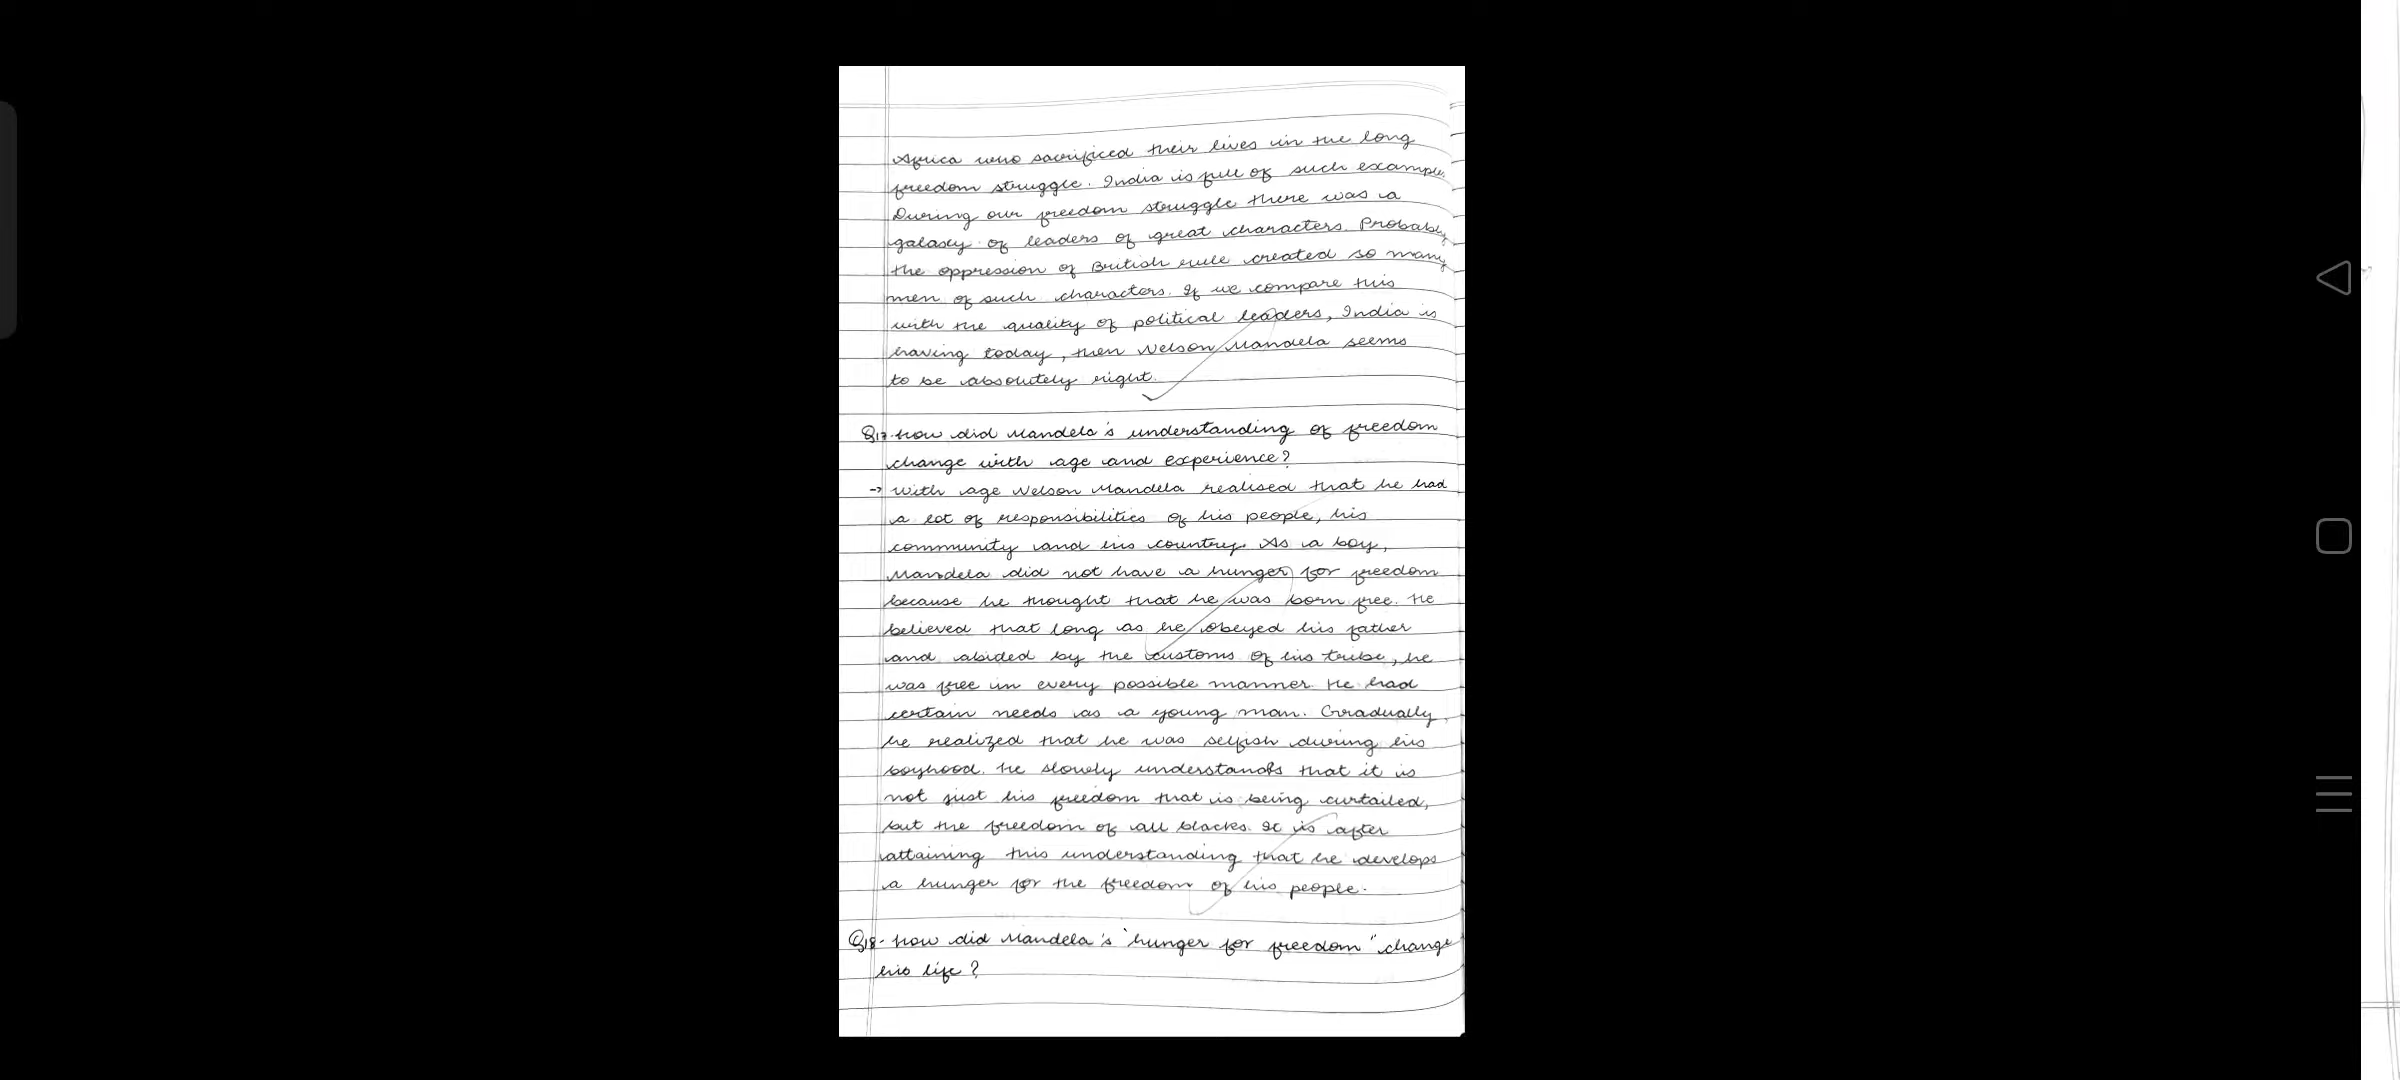 Africa who sacrificed their lives in the long
freedom struggle. India is full of such example.
During our freedom struggle there was a
galaxy of leaders of great characters. Probably
the oppression of British rule created so many
men of such characters. If we compare this
with the quality of political leaders, India is
having today, then Nelson Mandela seems
to be absolutely right.
Q17. How did Mandela's understanding of freedom
change with age and experience?
→ With age Nelson Mandela realised that he had
a lot of responsibilities of his people, his
community and his country. As a boy,
Mandela did not have a hunger for freedom
because he thought that he was born free. He
believed that long as he obeyed his father
and abided by the customs of his tribe, he
was free in every possible manner. He had
certain needs as a young man. Gradually,
he realized that he was selfish during his
boyhood. He slowly understands that it is
not just his freedom that is being curtailed,
but the freedom of all blacks. It is after
attaining this understanding that he develops
a hunger for the freedom of his people.
Q18. How did Mandela's "hunger for freedom" change
his life?